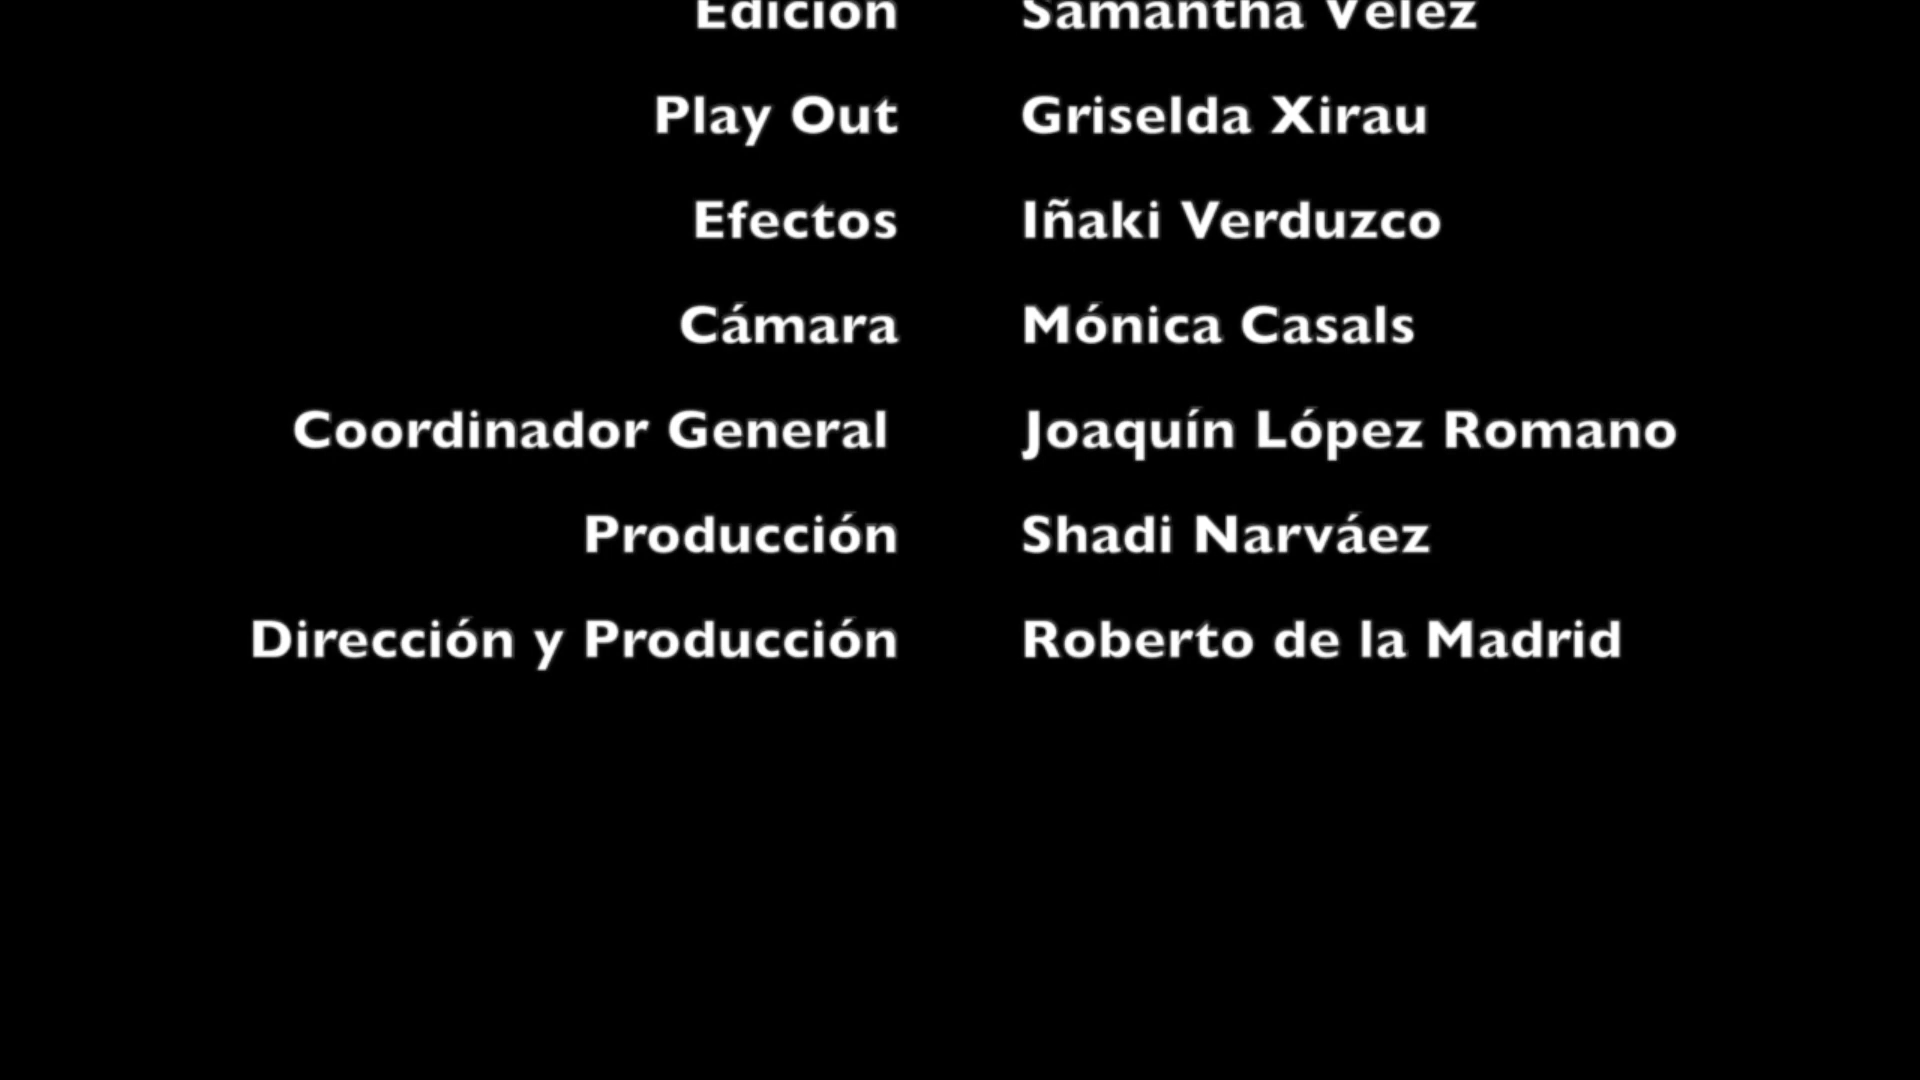 Edición Samantha Vélez
Play Out Griselda Xirau
Efectos Iñaki Verduzco
Cámara Mónica Casals
Coordinador General Joaquín López Romano
Producción Shadi Narváez
Dirección y Producción Roberto de la Madrid